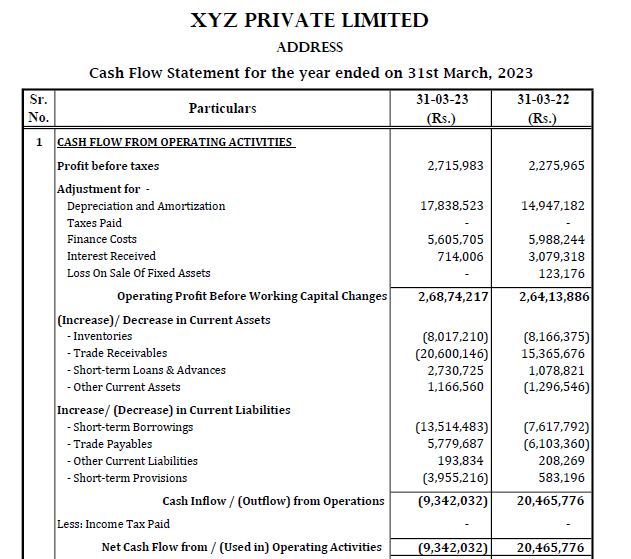 XYZ PRIVATE LIMITED
ADDRESS
Cash Flow Statement for the year ended on 31st March, 2023
Sr. No. Particulars 31-03-23 (Rs.) 31-03-22 (Rs.)
1 CASH FLOW FROM OPERATING ACTIVITIES
Profit before taxes 2,715,983 2,275,965
Adjustment for -
Depreciation and Amortization 17,838,523 14,947,182
Taxes Paid - -
Finance Costs 5,605,705 5,988,244
Interest Received 714,006 3,079,318
Loss On Sale Of Fixed Assets - 123,176
Operating Profit Before Working Capital Changes 2,68,74,217 2,64,13,886
(Increase)/ Decrease in Current Assets
- Inventories (8,017,210) (8,166,375)
- Trade Receivables (20,600,146) 15,365,676
- Short-term Loans & Advances 2,730,725 1,078,821
- Other Current Assets 1,166,560 (1,296,546)
Increase/ (Decrease) in Current Liabilities
- Short-term Borrowings (13,514,483) (7,617,792)
- Trade Payables 5,779,687 (6,103,360)
- Other Current Liabilities 193,834 208,269
- Short-term Provisions (3,955,216) 583,196
Cash Inflow / (Outflow) from Operations (9,342,032) 20,465,776
Less: Income Tax Paid - -
Net Cash Flow from / (Used in) Operating Activities (9,342,032) 20,465,776